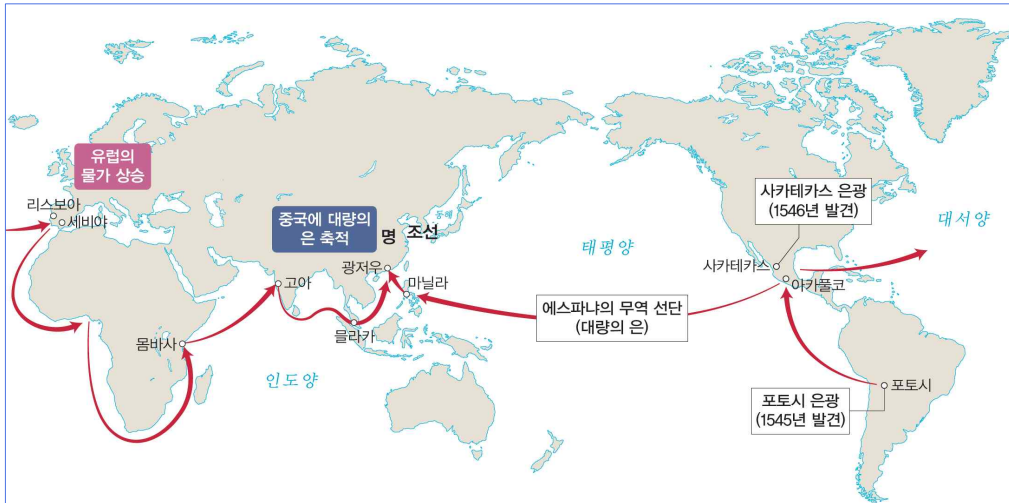 유럽의
물가 상승
리스보아
세비야
중국에 대량의
은 축적
명
조선
동해
광저우
마닐라
고아
믈라카
몸바사
인도양
태평양
에스파냐의 무역 선단
(대량의 은)
사카테카스 은광
(1546년 발견)
대서양
사카테카스
아카풀코
포토시
포토시 은광
(1545년 발견)